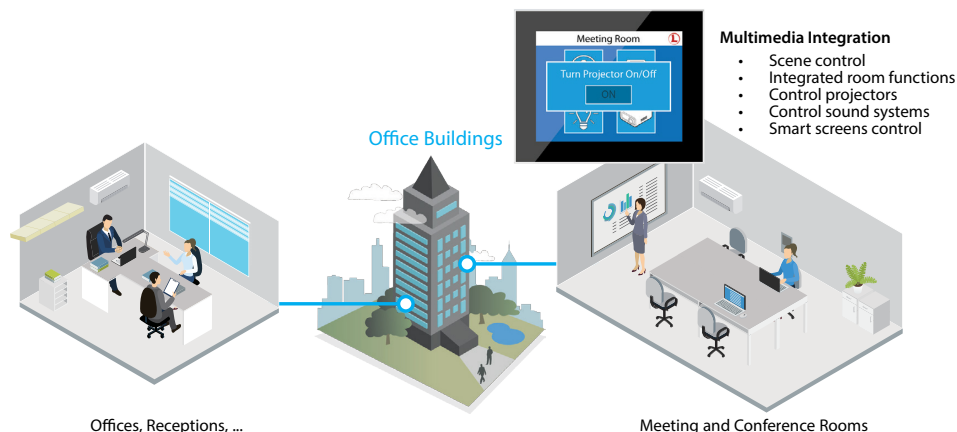 Meeting Room
L
Turn Projector On/Off
ON
Multimedia Integration
• Scene control
• Integrated room functions
• Control projectors
• Control sound systems
• Smart screens control
Office Buildings
Offices, Receptions, ...
Meeting and Conference Rooms